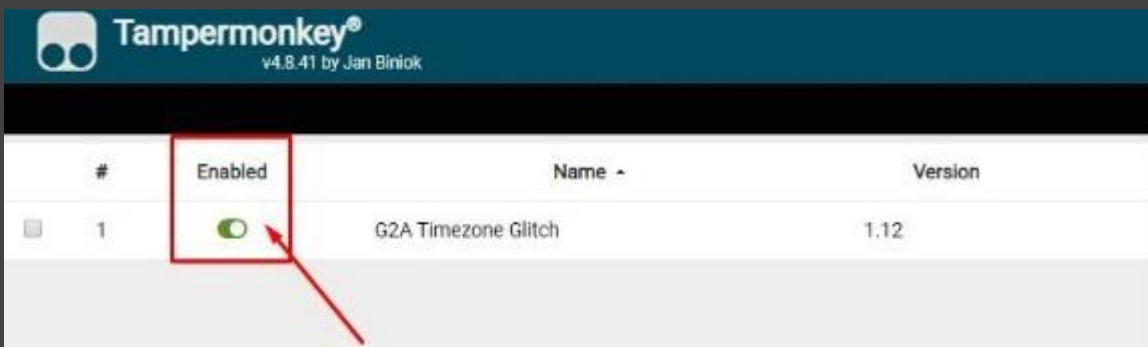 Tampermonkey®
v4.8.41 by Jan Biniok
# Enabled Name Version
1 G2A Timezone Glitch 1.12